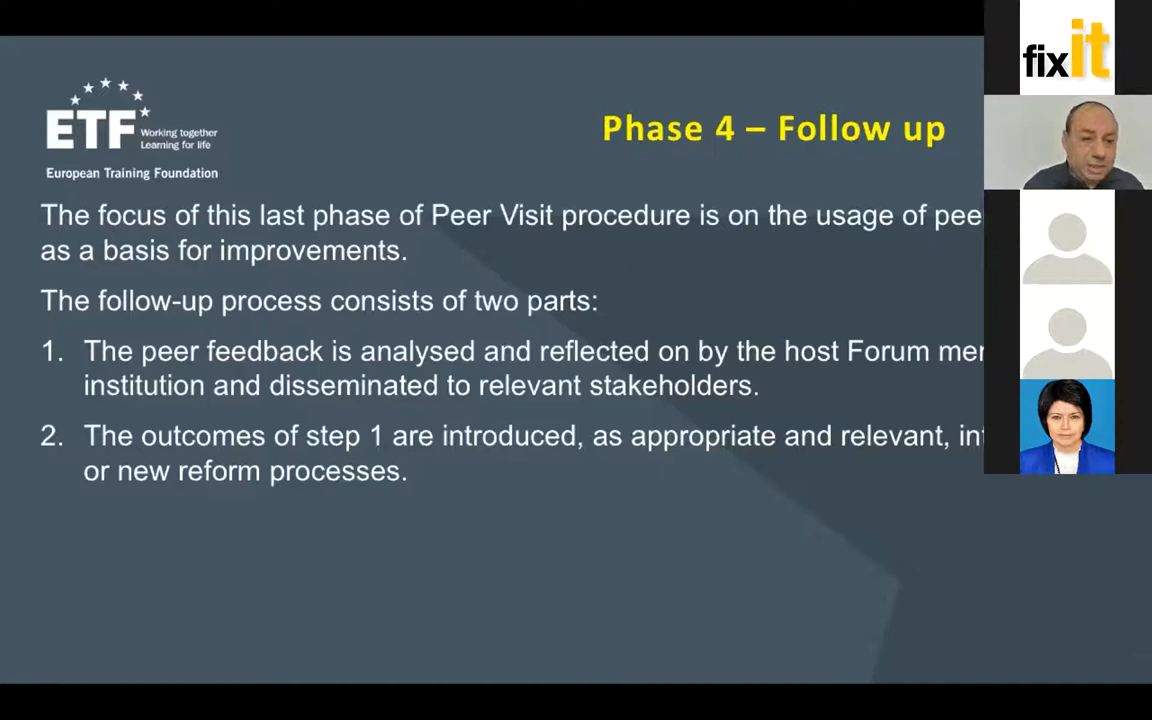 fixit
ETF
Working together
Learning for life
European Training Foundation
Phase 4 – Follow up
The focus of this last phase of Peer Visit procedure is on the usage of
as a basis for improvements.
The follow-up process consists of two parts:
1. The peer feedback is analysed and reflected on by the host Forum
institution and disseminated to relevant stakeholders.
2. The outcomes of step 1 are introduced, as appropriate and relevant,
or new reform processes.